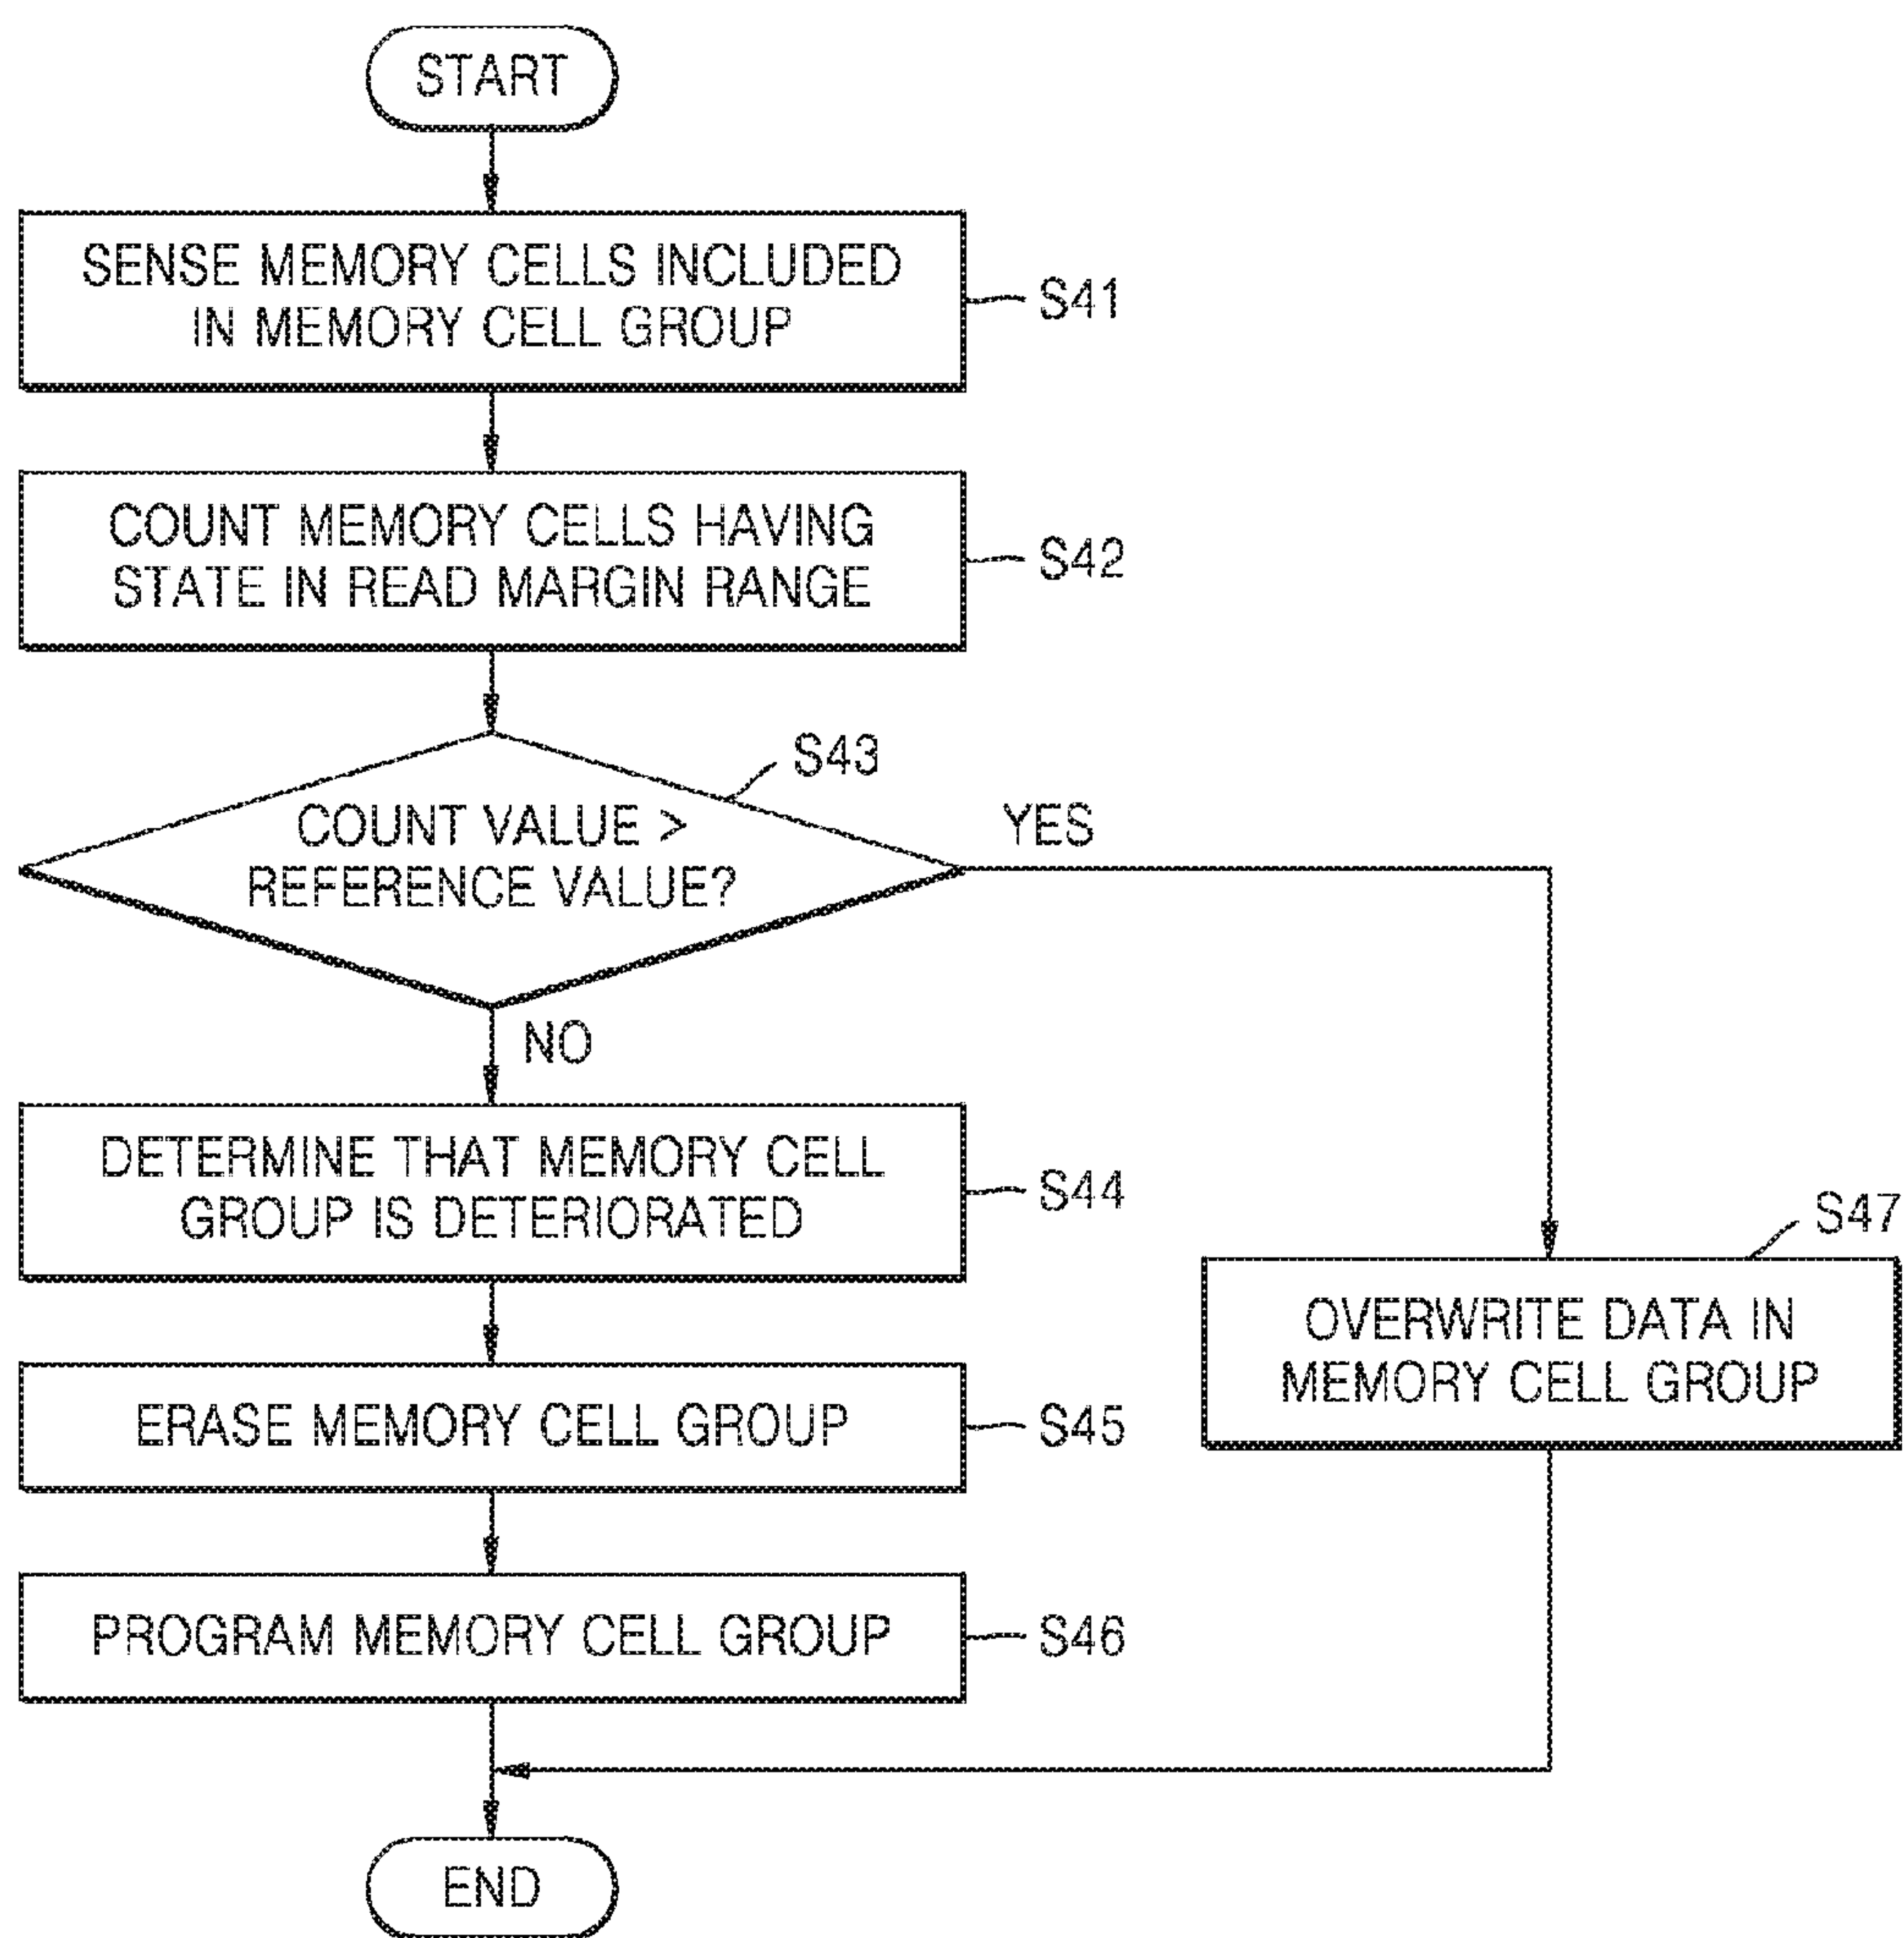 START
SENSE MEMORY CELLS INCLUDED
IN MEMORY CELL GROUP
S41
COUNT MEMORY CELLS HAVING
STATE IN READ MARGIN RANGE
S42
S43
COUNT VALUE >
REFERENCE VALUE?
YES
NO
DETERMINE THAT MEMORY CELL
GROUP IS DETERIORATED
S44
S47
OVERWRITE DATA IN
MEMORY CELL GROUP
ERASE MEMORY CELL GROUP
S45
PROGRAM MEMORY CELL GROUP
S46
END